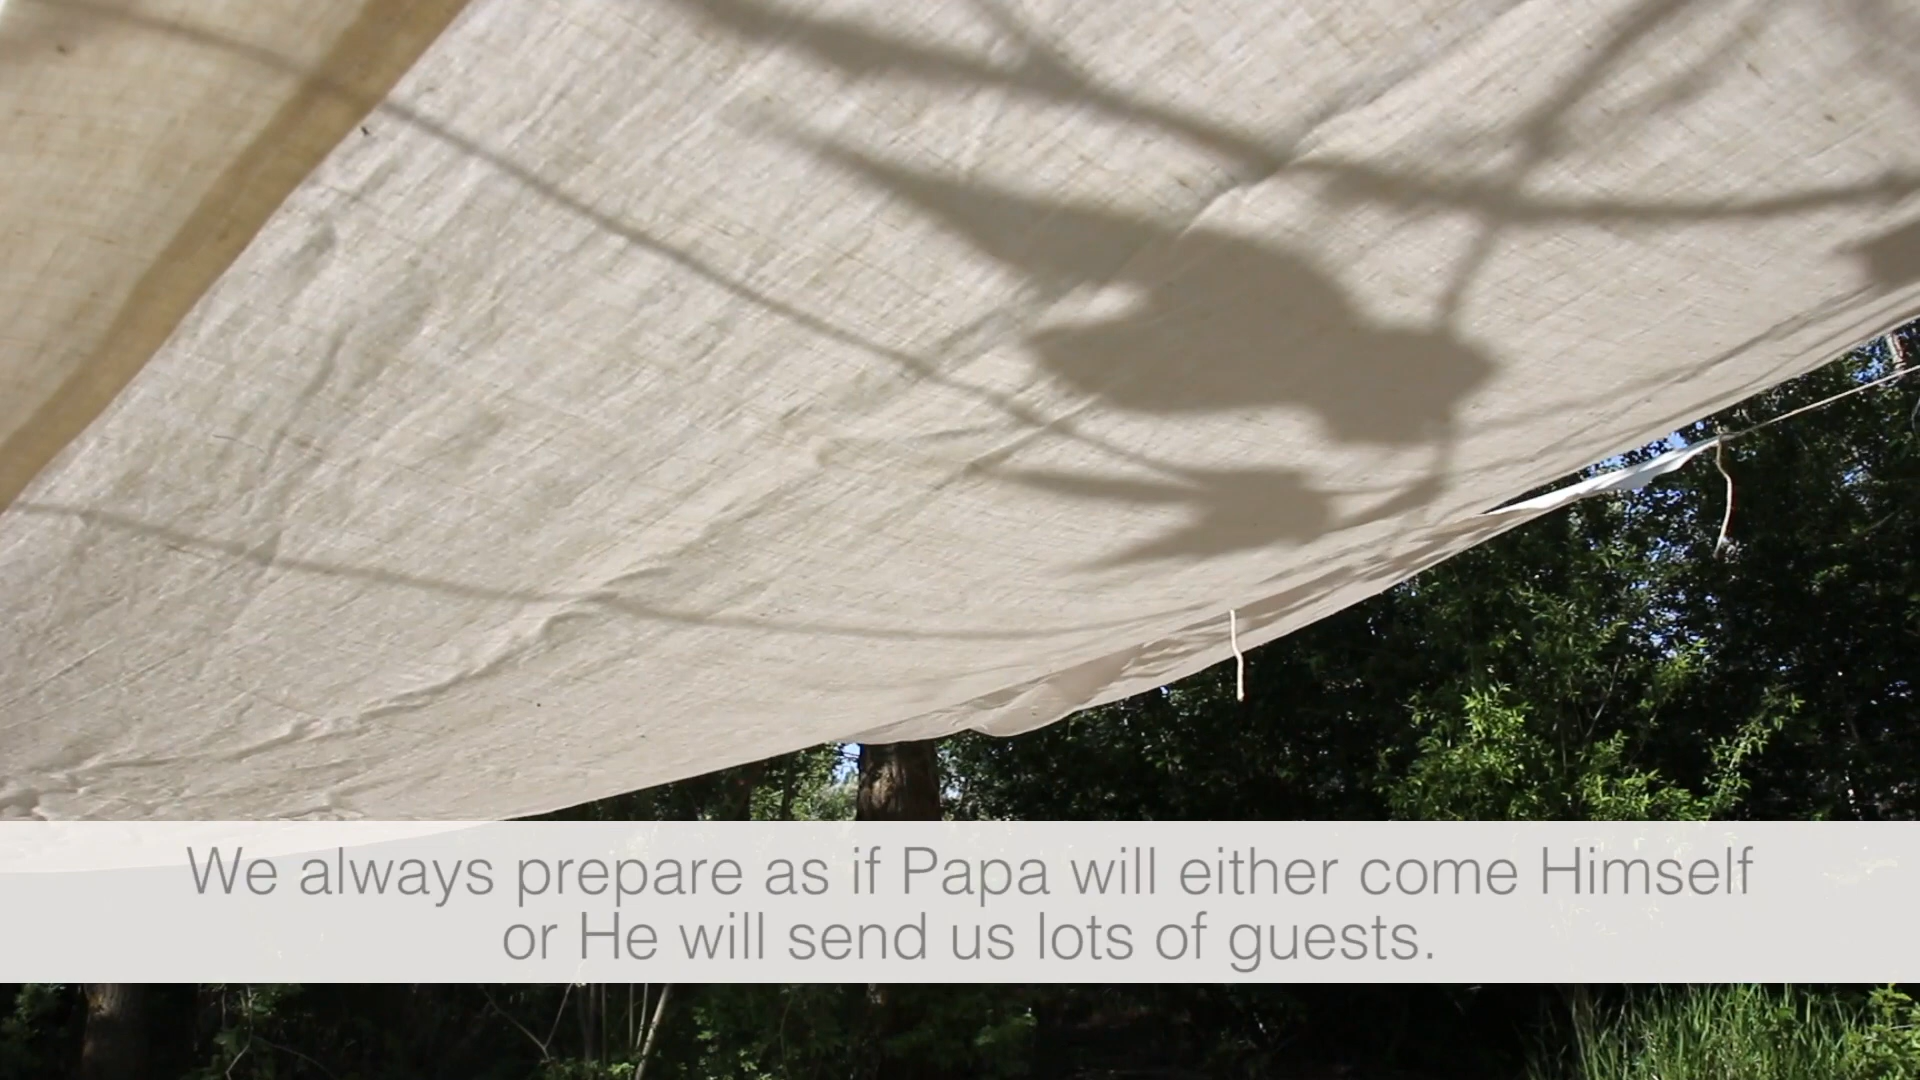 We always prepare as if Papa will either come Himself
or He will send us lots of guests.